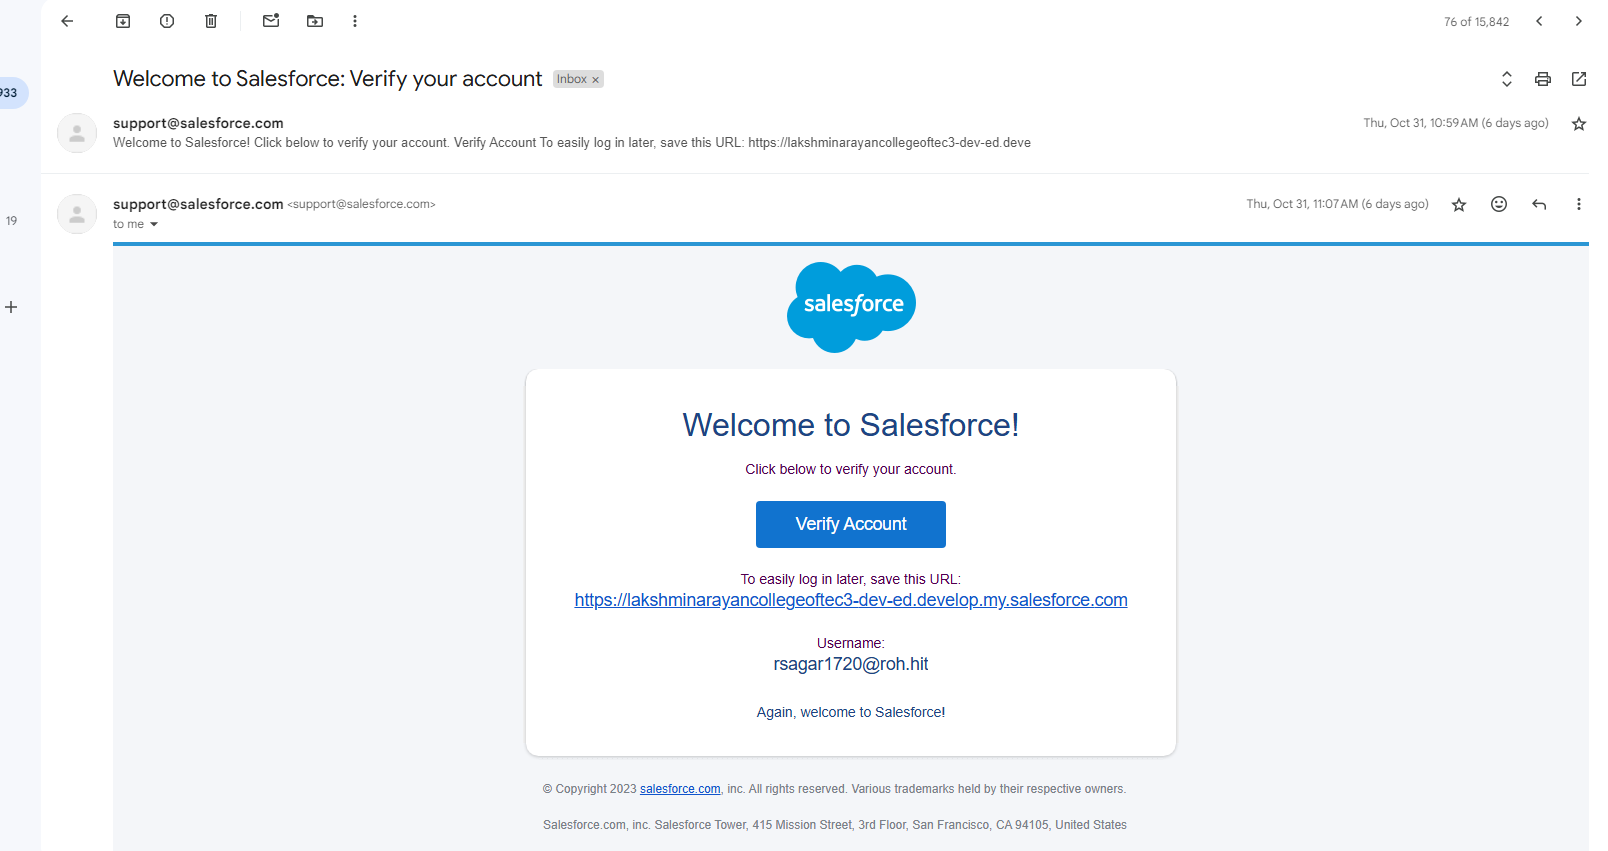 76 of 15,842
Welcome to Salesforce: Verify your account
Inbox ×
933
support@salesforce.com
Thu, Oct 31, 10:59 AM (6 days ago)
Welcome to Salesforce! Click below to verify your account. Verify Account To easily log in later, save this URL: https://lakshminarayancollegeoftec3-dev-ed.deve
support@salesforce.com <support@salesforce.com>
Thu, Oct 31, 11:07 AM (6 days ago)
19
to me
salesforce
Welcome to Salesforce!
Click below to verify your account.
Verify Account
To easily log in later, save this URL:
https://lakshminarayancollegeoftec3-dev-ed.develop.my.salesforce.com
Username:
rsagar1720@roh.hit
Again, welcome to Salesforce!
© Copyright 2023 salesforce.com, inc. All rights reserved. Various trademarks held by their respective owners.
Salesforce.com, inc. Salesforce Tower, 415 Mission Street, 3rd Floor, San Francisco, CA 94105, United States